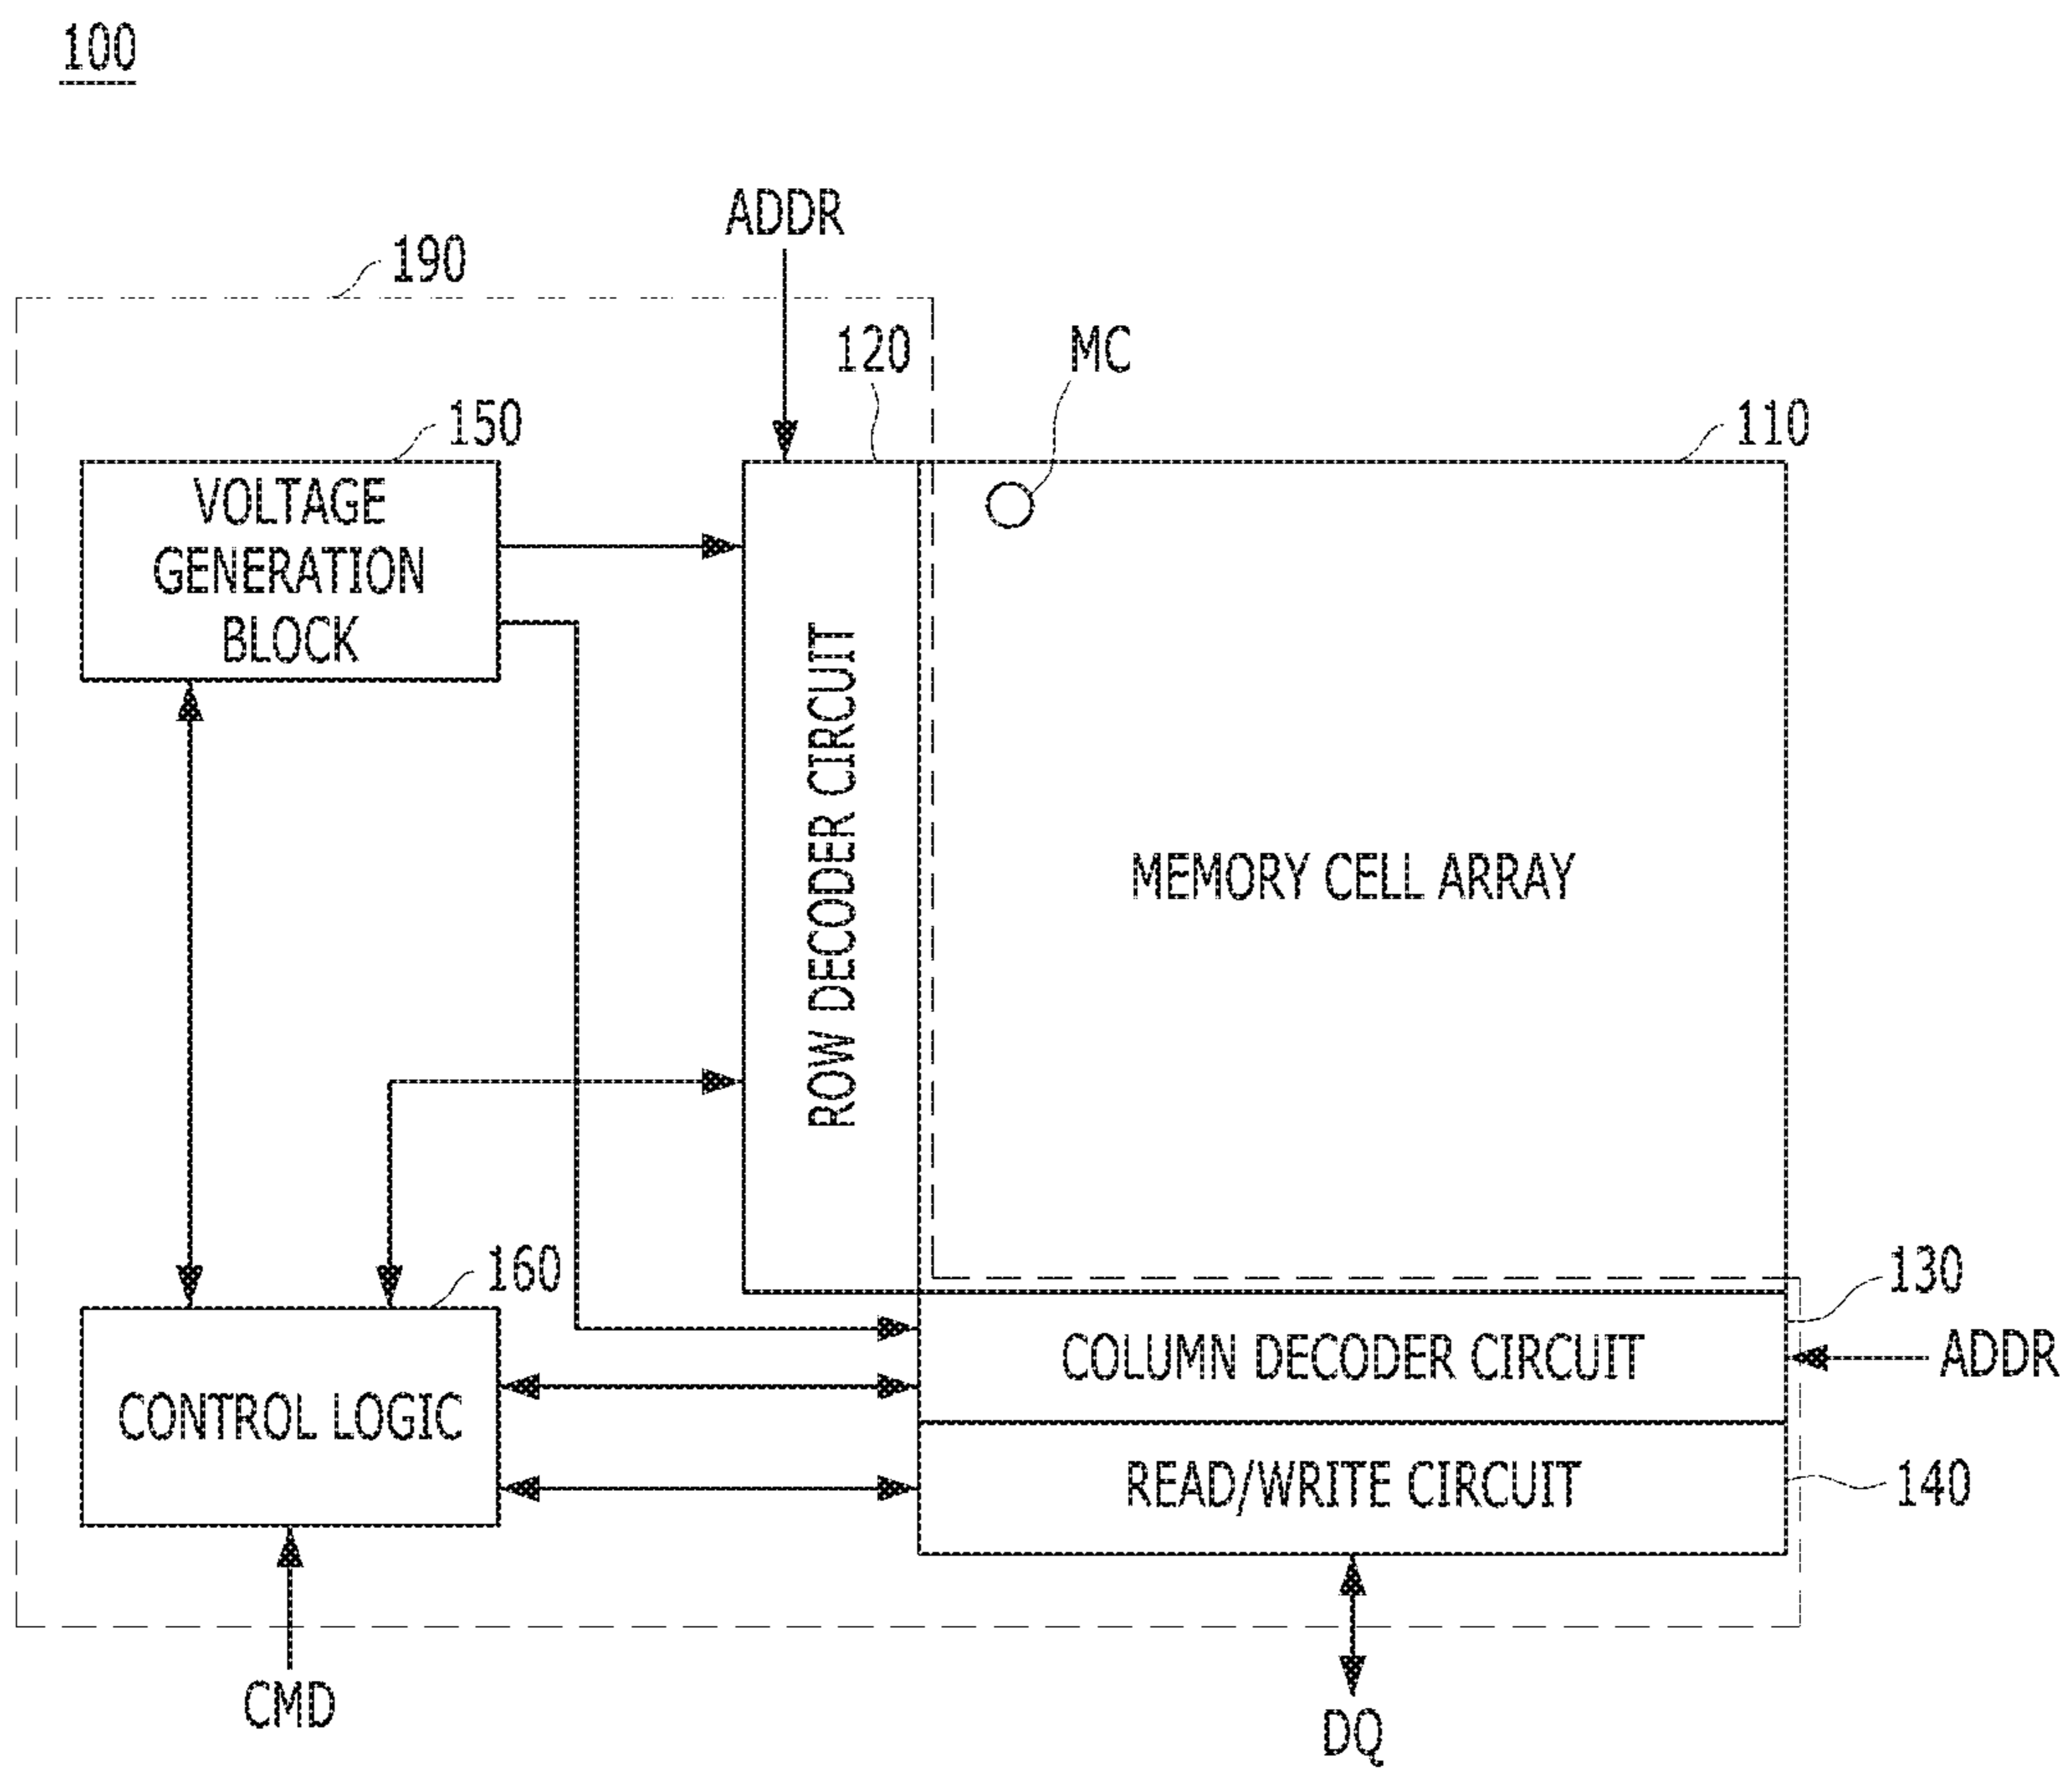 100
ADDR
190
120
MC
150
110
VOLTAGE
GENERATION
BLOCK
ROW DECODER CIRCUIT
MEMORY CELL ARRAY
160
130
COLUMN DECODER CIRCUIT
ADDR
CONTROL LOGIC
READ/WRITE CIRCUIT
140
CMD
DQ